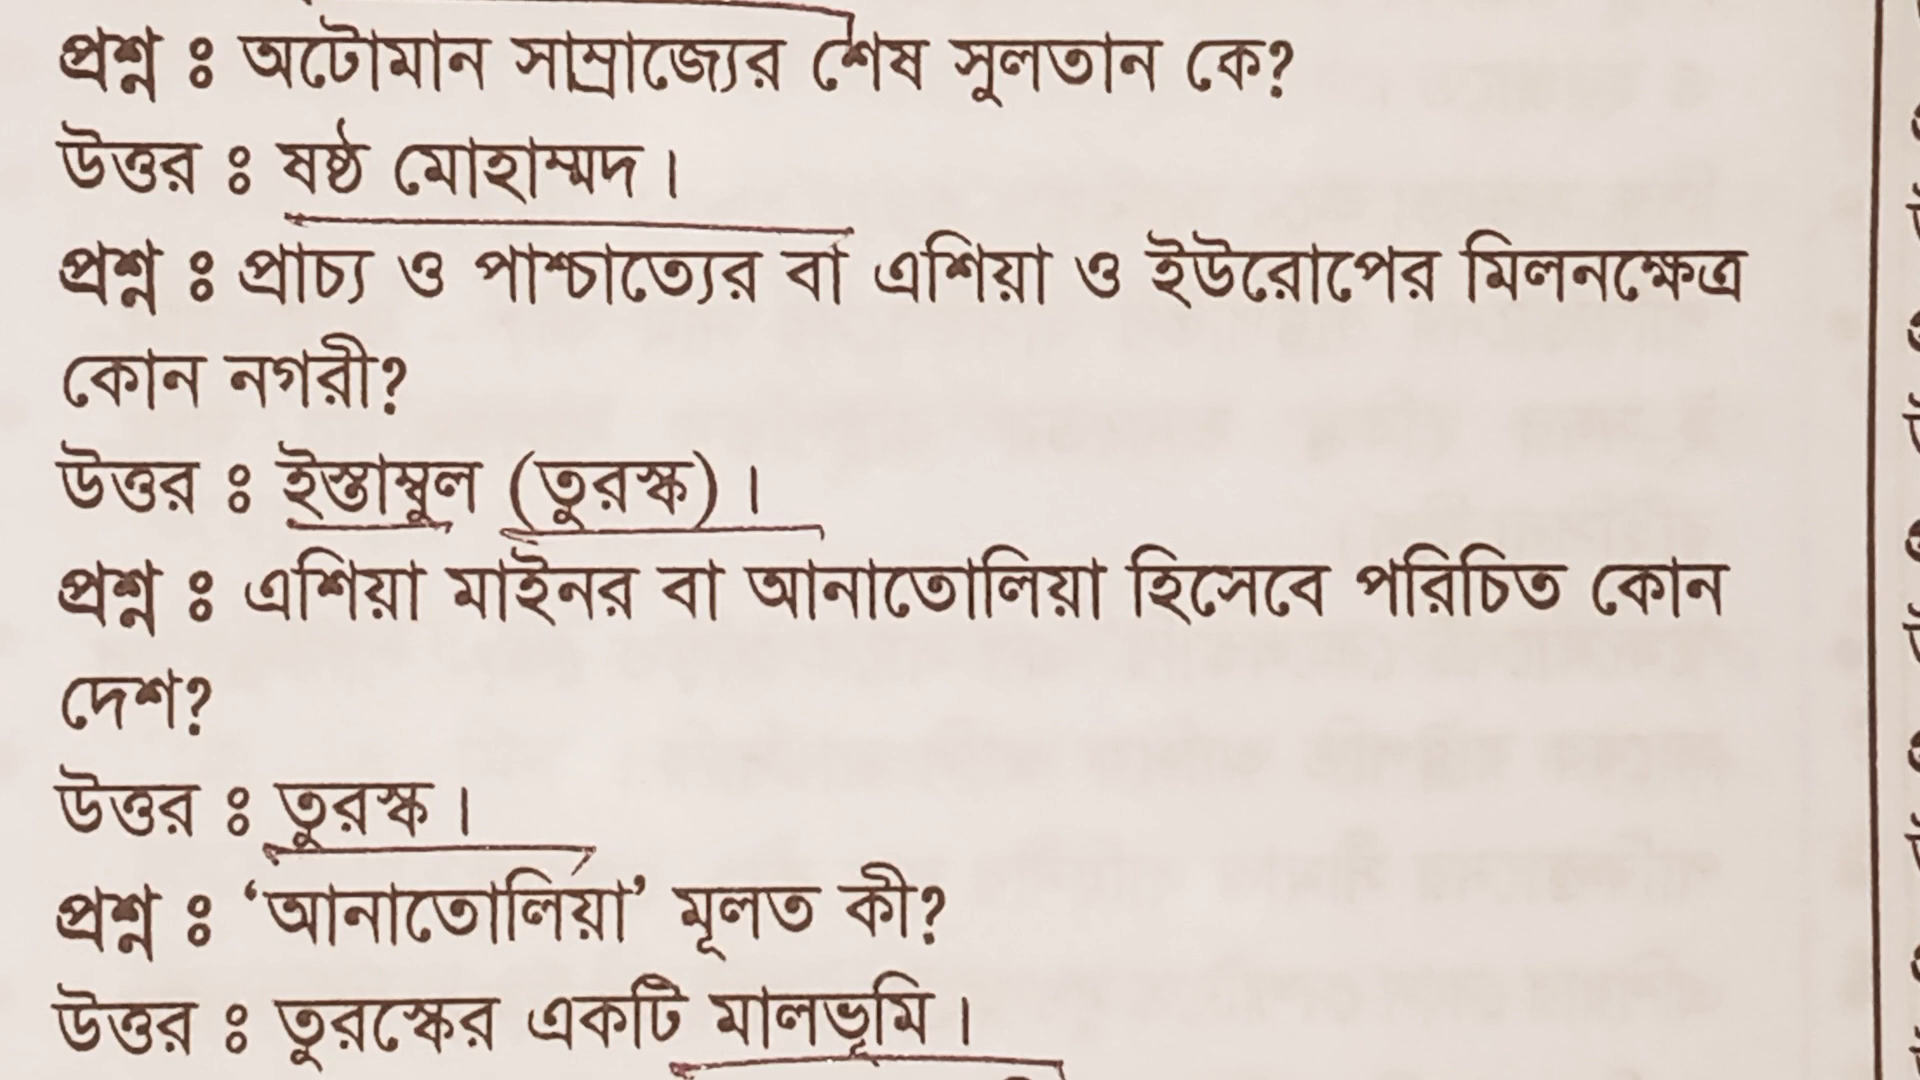 প্রশ্ন ঃ অটোমান সাম্রাজ্যের শেষ সুলতান কে?
উত্তর ঃ ষষ্ঠ মোহাম্মদ।
প্রশ্ন ঃ প্রাচ্য ও পাশ্চাত্যের বা এশিয়া ও ইউরোপের মিলনক্ষেত্র
কোন নগরী?
উত্তর ঃ ইস্তাম্বুল (তুরস্ক)।
প্রশ্ন ঃ এশিয়া মাইনর বা আনাতোলিয়া হিসেবে পরিচিত কোন
দেশ?
উত্তর ঃ তুরস্ক।
প্রশ্ন ঃ ‘আনাতোলিয়া’ মূলত কী?
উত্তর ঃ তুরস্কের একটি মালভূমি।